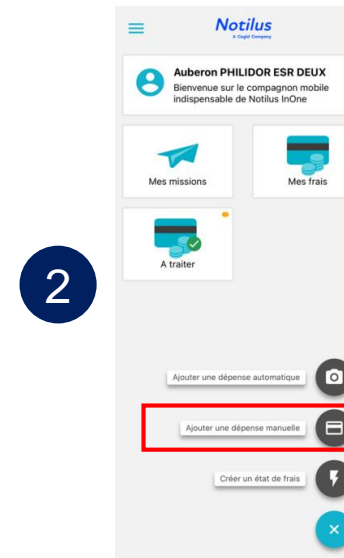 Notilus
A Cegid Company
Auberon PHILIDOR ESR DEUX
Bienvenue sur le compagnon mobile
indispensable de Notilus InOne
Mes missions
Mes frais
A traiter
2
Ajouter une dépense automatique
Ajouter une dépense manuelle
Créer un état de frais